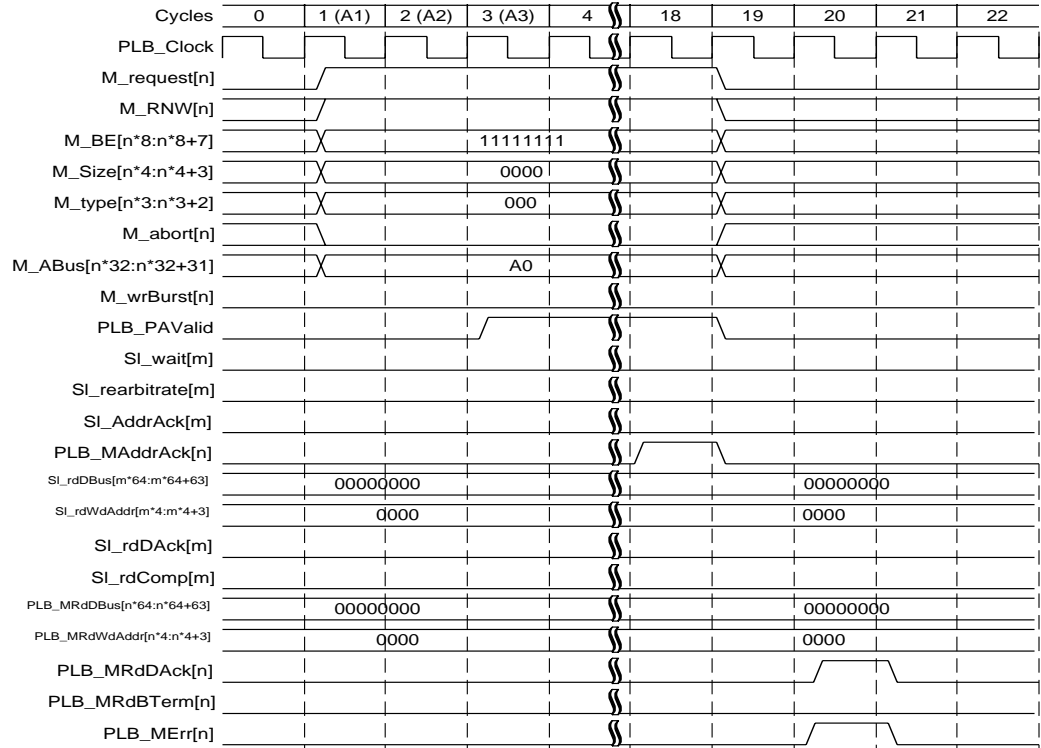 Cycles 0 1 (A1) 2 (A2) 3 (A3) 4 18 19 20 21 22
PLB_Clock
M_request[n]
M_RNW[n]
M_BE[n*8:n*8+7] 11111111
M_Size[n*4:n*4+3] 0000
M_type[n*3:n*3+2] 000
M_abort[n]
M_ABus[n*32:n*32+31] A0
M_wrBurst[n]
PLB_PAValid
Sl_wait[m]
Sl_rearbitrate[m]
Sl_AddrAck[m]
PLB_MAddrAck[n]
Sl_rdDBus[m*64:m*64+63] 00000000 00000000
Sl_rdWdAddr[m*4:m*4+3] 0000 0000
Sl_rdDAck[m]
Sl_rdComp[m]
PLB_MRdDBus[n*64:n*64+63] 00000000 00000000
PLB_MRdWdAddr[n*4:n*4+3] 0000 0000
PLB_MRdDAck[n]
PLB_MRdBTerm[n]
PLB_MErr[n]